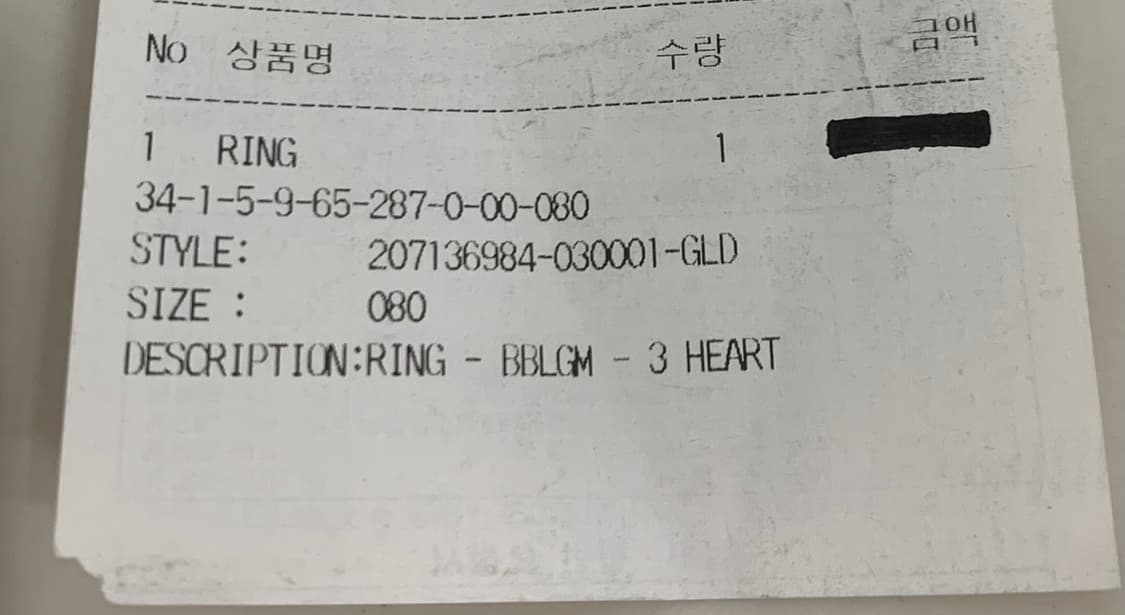 No 상품명 수량 금액
1 RING 1
34-1-5-9-65-287-0-00-080
STYLE: 207136984-030001-GLD
SIZE : 080
DESCRIPTION:RING - BBLGM - 3 HEART